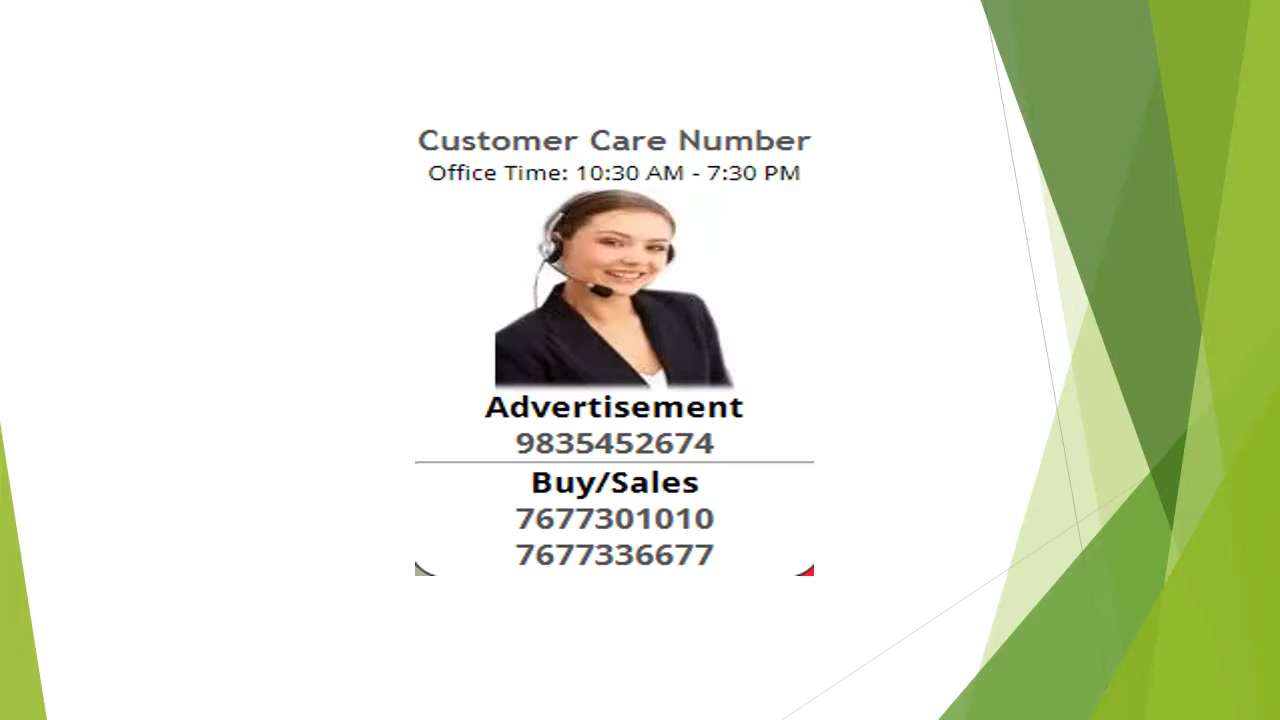 Customer Care Number
Office Time: 10:30 AM - 7:30 PM
Advertisement
9835452674
Buy/Sales
7677301010
7677336677